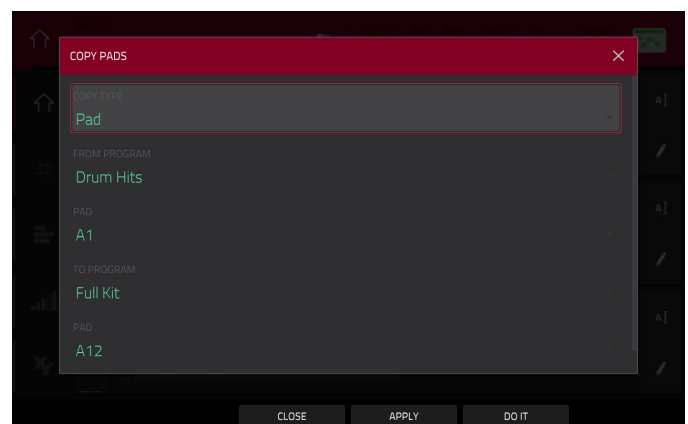 COPY PADS
COPY TYPE
Pad
FROM PROGRAM
Drum Hits
PAD
A1
TO PROGRAM
Full Kit
PAD
A12
A
A
A
CLOSE APPLY DO IT